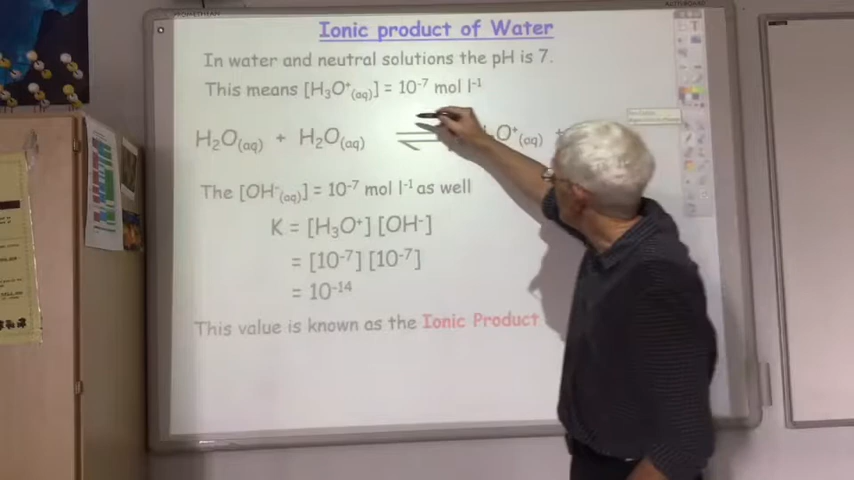 Ionic product of Water
In water and neutral solutions the pH is 7.
This means [H₃O⁺(aq)] = 10⁻⁷ mol l⁻¹
H₂O(aq) + H₂O(aq) ⇌ O⁺(aq) +
The [OH⁻(aq)] = 10⁻⁷ mol l⁻¹ as well
K = [H₃O⁺] [OH⁻]
= [10⁻⁷] [10⁻⁷]
= 10⁻¹⁴
This value is known as the Ionic Product